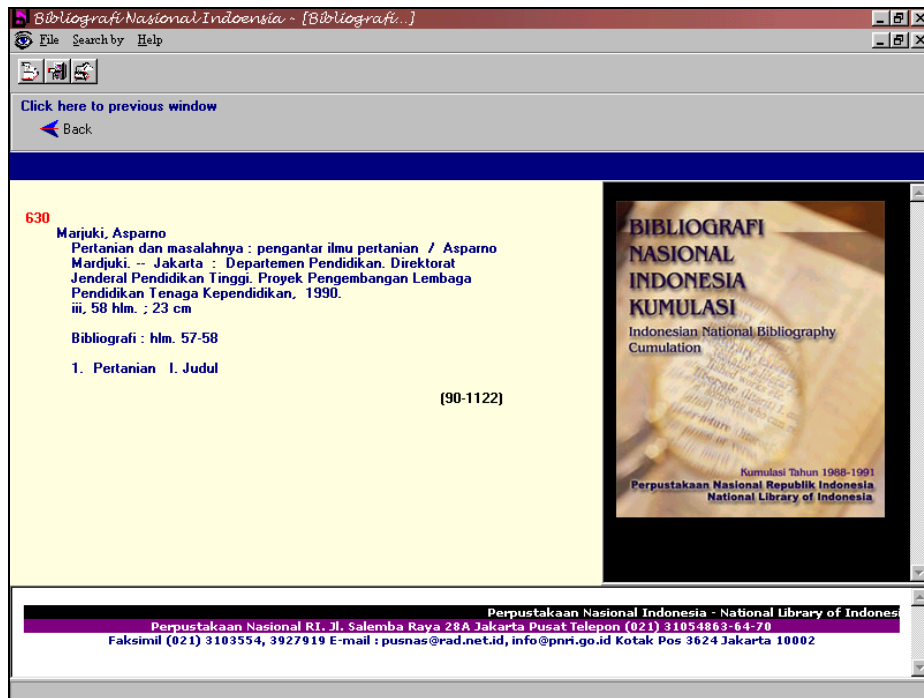 Bibliografi Nasional Indoensia - [Bibliografi...]
File Search by Help
Click here to previous window
Back
630
Marjuki, Asparno
Pertanian dan masalahnya : pengantar ilmu pertanian / Asparno
Mardjuki. -- Jakarta : Departemen Pendidikan. Direktorat
Jenderal Pendidikan Tinggi. Proyek Pengembangan Lembaga
Pendidikan Tenaga Kependidikan, 1990.
iii, 58 hlm. ; 23 cm
Bibliografi : hlm. 57-58
1. Pertanian I. Judul
(90-1122)
BIBLIOGRAFI
NASIONAL
INDONESIA
KUMULASI
Indonesian National Bibliography
Cumulation
Kumulasi Tahun 1988-1991
Perpustakaan Nasional Republik Indonesia
National Library of Indonesia
Perpustakaan Nasional Indonesia - National Library of Indonesi
Perpustakaan Nasional RI. Jl. Salemba Raya 28A Jakarta Pusat Telepon (021) 31054863-64-70
Faksimil (021) 3103554, 3927919 E-mail : pusnas@rad.net.id, info@pnri.go.id Kotak Pos 3624 Jakarta 10002